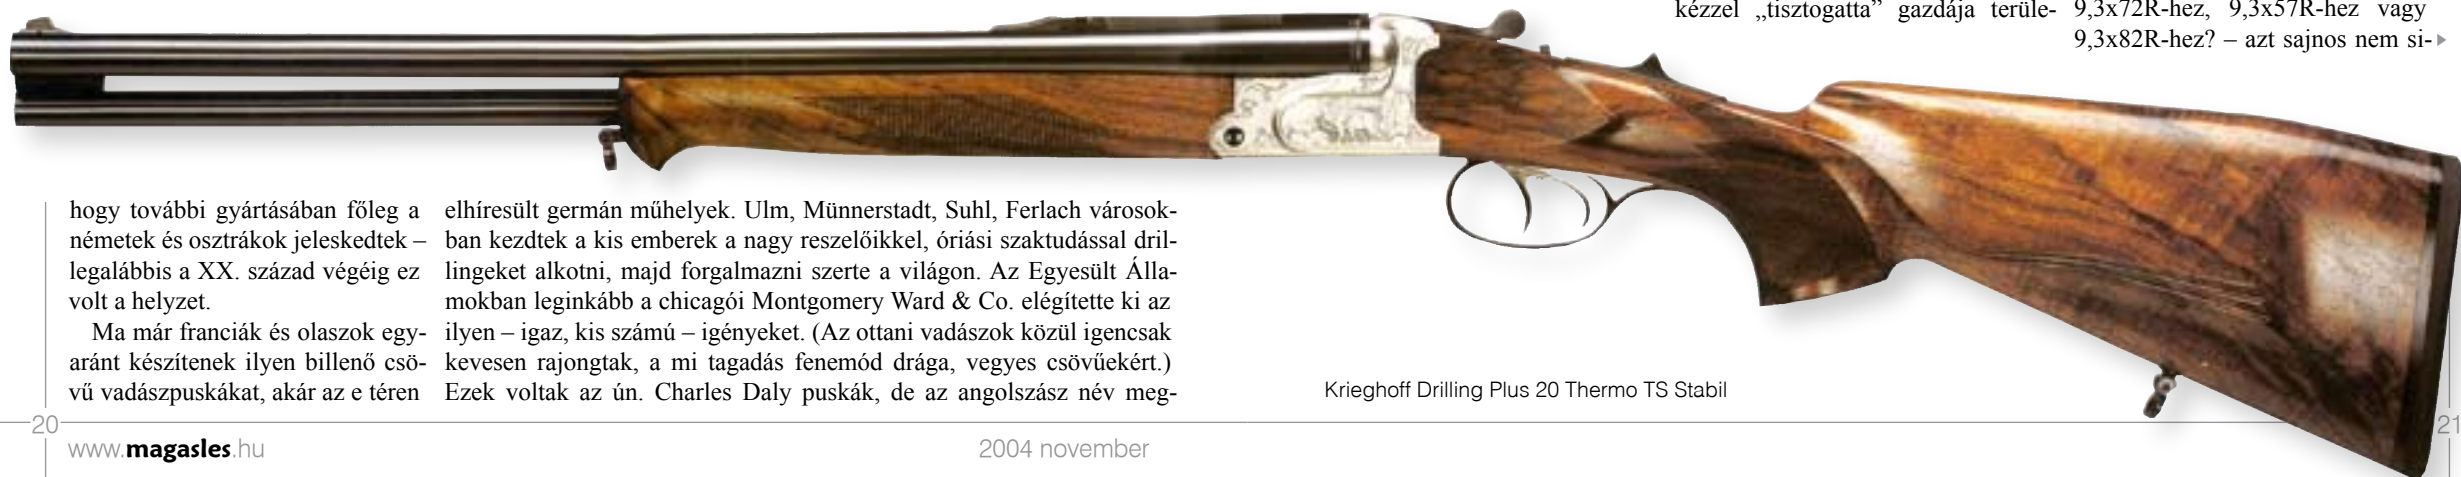 kézzel „tisztogatta” gazdája terüle-
9,3x72R-hez, 9,3x57R-hez vagy
9,3x82R-hez? – azt sajnos nem si-
hogy további gyártásában főleg a
németek és osztrákok jeleskedtek –
legalábbis a XX. század végéig ez
volt a helyzet.
Ma már franciák és olaszok egy-
aránt készítenek ilyen billenő csö-
vű vadászpuskákat, akár az e téren
elhíresült germán műhelyek. Ulm, Münnerstadt, Suhl, Ferlach városok-
ban kezdtek a kis emberek a nagy reszelőikkel, óriási szaktudással dril-
lingeket alkotni, majd forgalmazni szerte a világon. Az Egyesült Álla-
mokban leginkább a chicagói Montgomery Ward & Co. elégítette ki az
ilyen – igaz, kis számú – igényeket. (Az ottani vadászok közül igencsak
kevesen rajongtak, a mi tagadás fenemód drága, vegyes csövűekért.)
Ezek voltak az ún. Charles Daly puskák, de az angolszász név meg-
Krieghoff Drilling Plus 20 Thermo TS Stabil
20
www.magasles.hu
2004 november
21